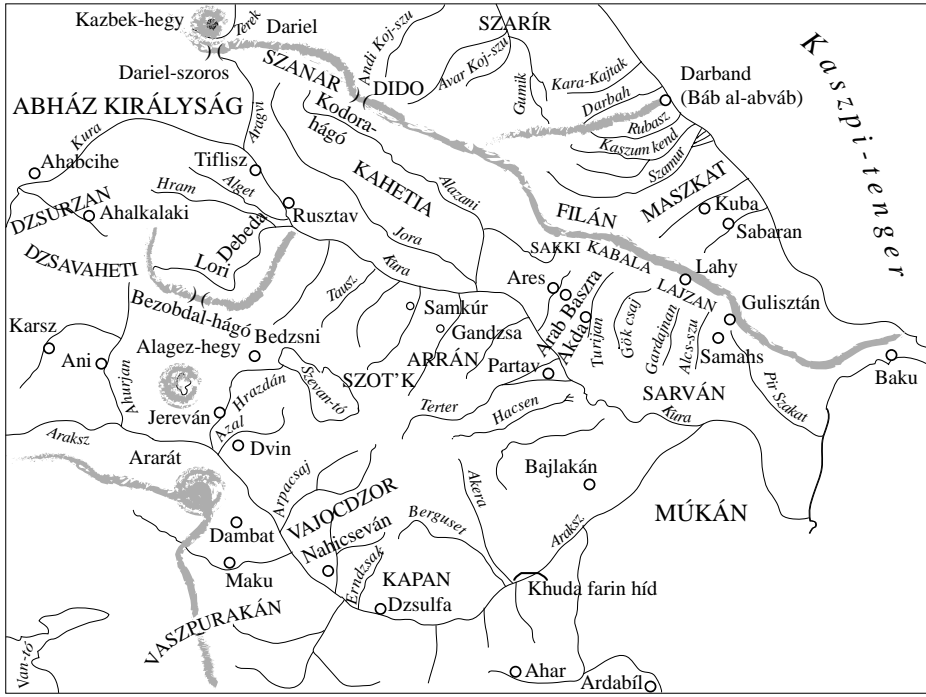 Kazbek-hegy
Terek
Dariel
Dariel-szoros
SZANAR
DIDO
Andi Koj-szu
Avar Koj-szu
SZARÍR
Gumik
Kara-Kajtak
Darbah
Rubasz
Kaszum kend
Szamur
Darband
(Báb al-abváb)
Kaszpi-tenger
ABHÁZ KIRÁLYSÁG
Kura
Aragvi
Kodora-
hágó
Ahabcihe
Tiflisz
KAHETIA
Alazani
MASZKAT
Kuba
Sabaran
DZSURZAN
Ahalkalaki
Hram
Alget
Debeda
Rusztav
Jora
Kura
FILÁN
SAKKI
KABALA
Lahy
LAJZÁN
Gulisztán
DZSAVAHETI
Lori
Bezobdal-hágó
Tausz
Samkúr
Gandzsa
Ares
Arab Baszra
Akda
Turijan
Gök csaj
Gardajnan
Alcs-szu
Samahs
Baku
Karsz
Ani
Ahurjan
Alagez-hegy
Bedzsni
Szevan-tó
SZOT'K
ARRÁN
Partav
SARVÁN
Pir Szakat
Jereván
Hrazdán
Azal
Dvin
Terter
Hacsen
Kura
Araksz
Ararát
Arpacsaj
VAJOCDZOR
Akera
Bajlakán
MÚKÁN
Dambat
Nahicseván
Berguset
Araksz
Maku
Erndzsak
KAPAN
Dzsulfa
Khuda farin híd
VASZPURAKÁN
Van-tó
Ahar
Ardabíl